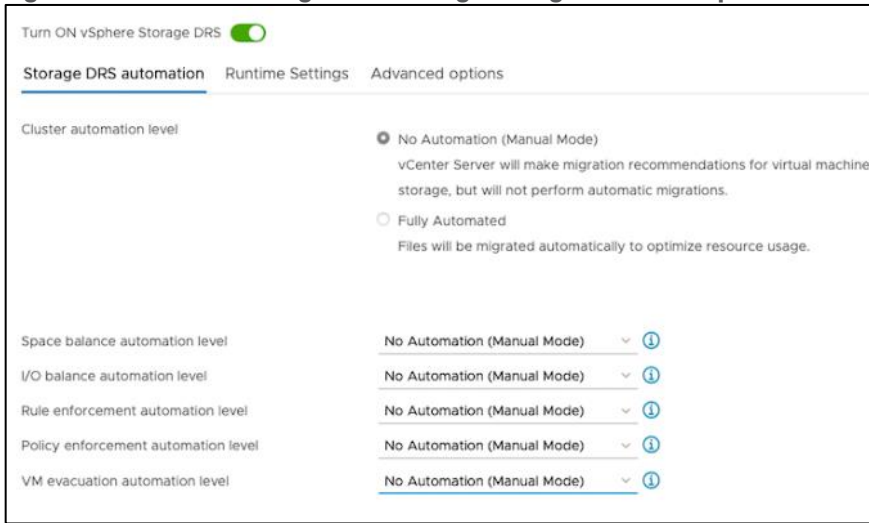 Turn ON vSphere Storage DRS
Storage DRS automation Runtime Settings Advanced options
Cluster automation level
No Automation (Manual Mode)
vCenter Server will make migration recommendations for virtual machine
storage, but will not perform automatic migrations.
Fully Automated
Files will be migrated automatically to optimize resource usage.
Space balance automation level No Automation (Manual Mode)
I/O balance automation level No Automation (Manual Mode)
Rule enforcement automation level No Automation (Manual Mode)
Policy enforcement automation level No Automation (Manual Mode)
VM evacuation automation level No Automation (Manual Mode)